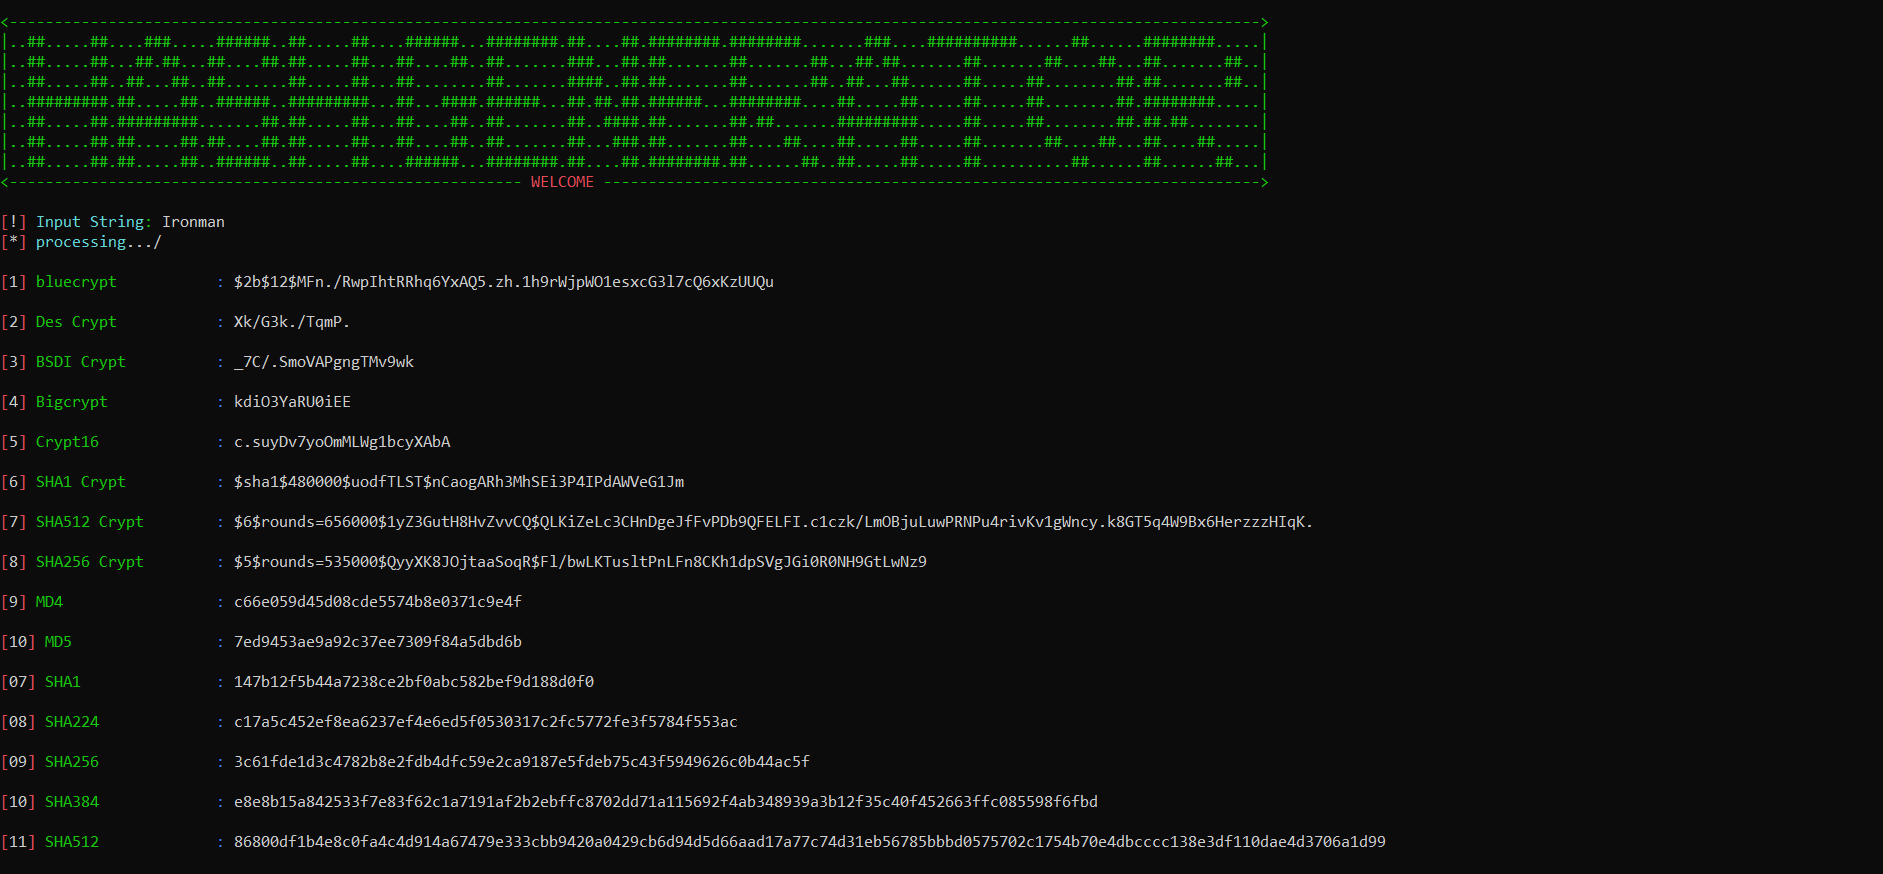 HASH GENERATOR
WELCOME
[!] Input String: Ironman
[*] processing.../
[1] bluecrypt : $2b$12$MFn./RwpIhtRRhq6YxAQ5.zh.1h9rWjpWO1esxcG3l7cQ6xKzUUQu
[2] Des Crypt : Xk/G3k./TqmP.
[3] BSDI Crypt : _7C/.SmoVAPgngTMv9wk
[4] Bigcrypt : kdiO3YaRU0iEE
[5] Crypt16 : c.suyDv7yoOmMLWg1bcyXAbA
[6] SHA1 Crypt : $sha1$480000$uodfTLST$nCaogARh3MhSEi3P4IPdAWVeG1Jm
[7] SHA512 Crypt : $6$rounds=656000$1yZ3GutH8HvZvvCQ$QLKiZeLc3CHnDgeJfFvPDb9QFELFI.c1czk/LmOBjuLuwPRNPu4rivKv1gWncy.k8GT5q4W9Bx6HerzzzHIqK.
[8] SHA256 Crypt : $5$rounds=535000$QyyXK8JOjtaaSoqR$Fl/bwLKTusltPnLFn8CKh1dpSVgJGi0R0NH9GtLwNz9
[9] MD4 : c66e059d45d08cde5574b8e0371c9e4f
[10] MD5 : 7ed9453ae9a92c37ee7309f84a5dbd6b
[07] SHA1 : 147b12f5b44a7238ce2bf0abc582bef9d188d0f0
[08] SHA224 : c17a5c452ef8ea6237ef4e6ed5f0530317c2fc5772fe3f5784f553ac
[09] SHA256 : 3c61fde1d3c4782b8e2fdb4dfc59e2ca9187e5fdeb75c43f5949626c0b44ac5f
[10] SHA384 : e8e8b15a842533f7e83f62c1a7191af2b2ebffc8702dd71a115692f4ab348939a3b12f35c40f452663ffc085598f6fbd
[11] SHA512 : 86800df1b4e8c0fa4c4d914a67479e333cbb9420a0429cb6d94d5d66aad17a77c74d31eb56785bbbd0575702c1754b70e4dbcccc138e3df110dae4d3706a1d99